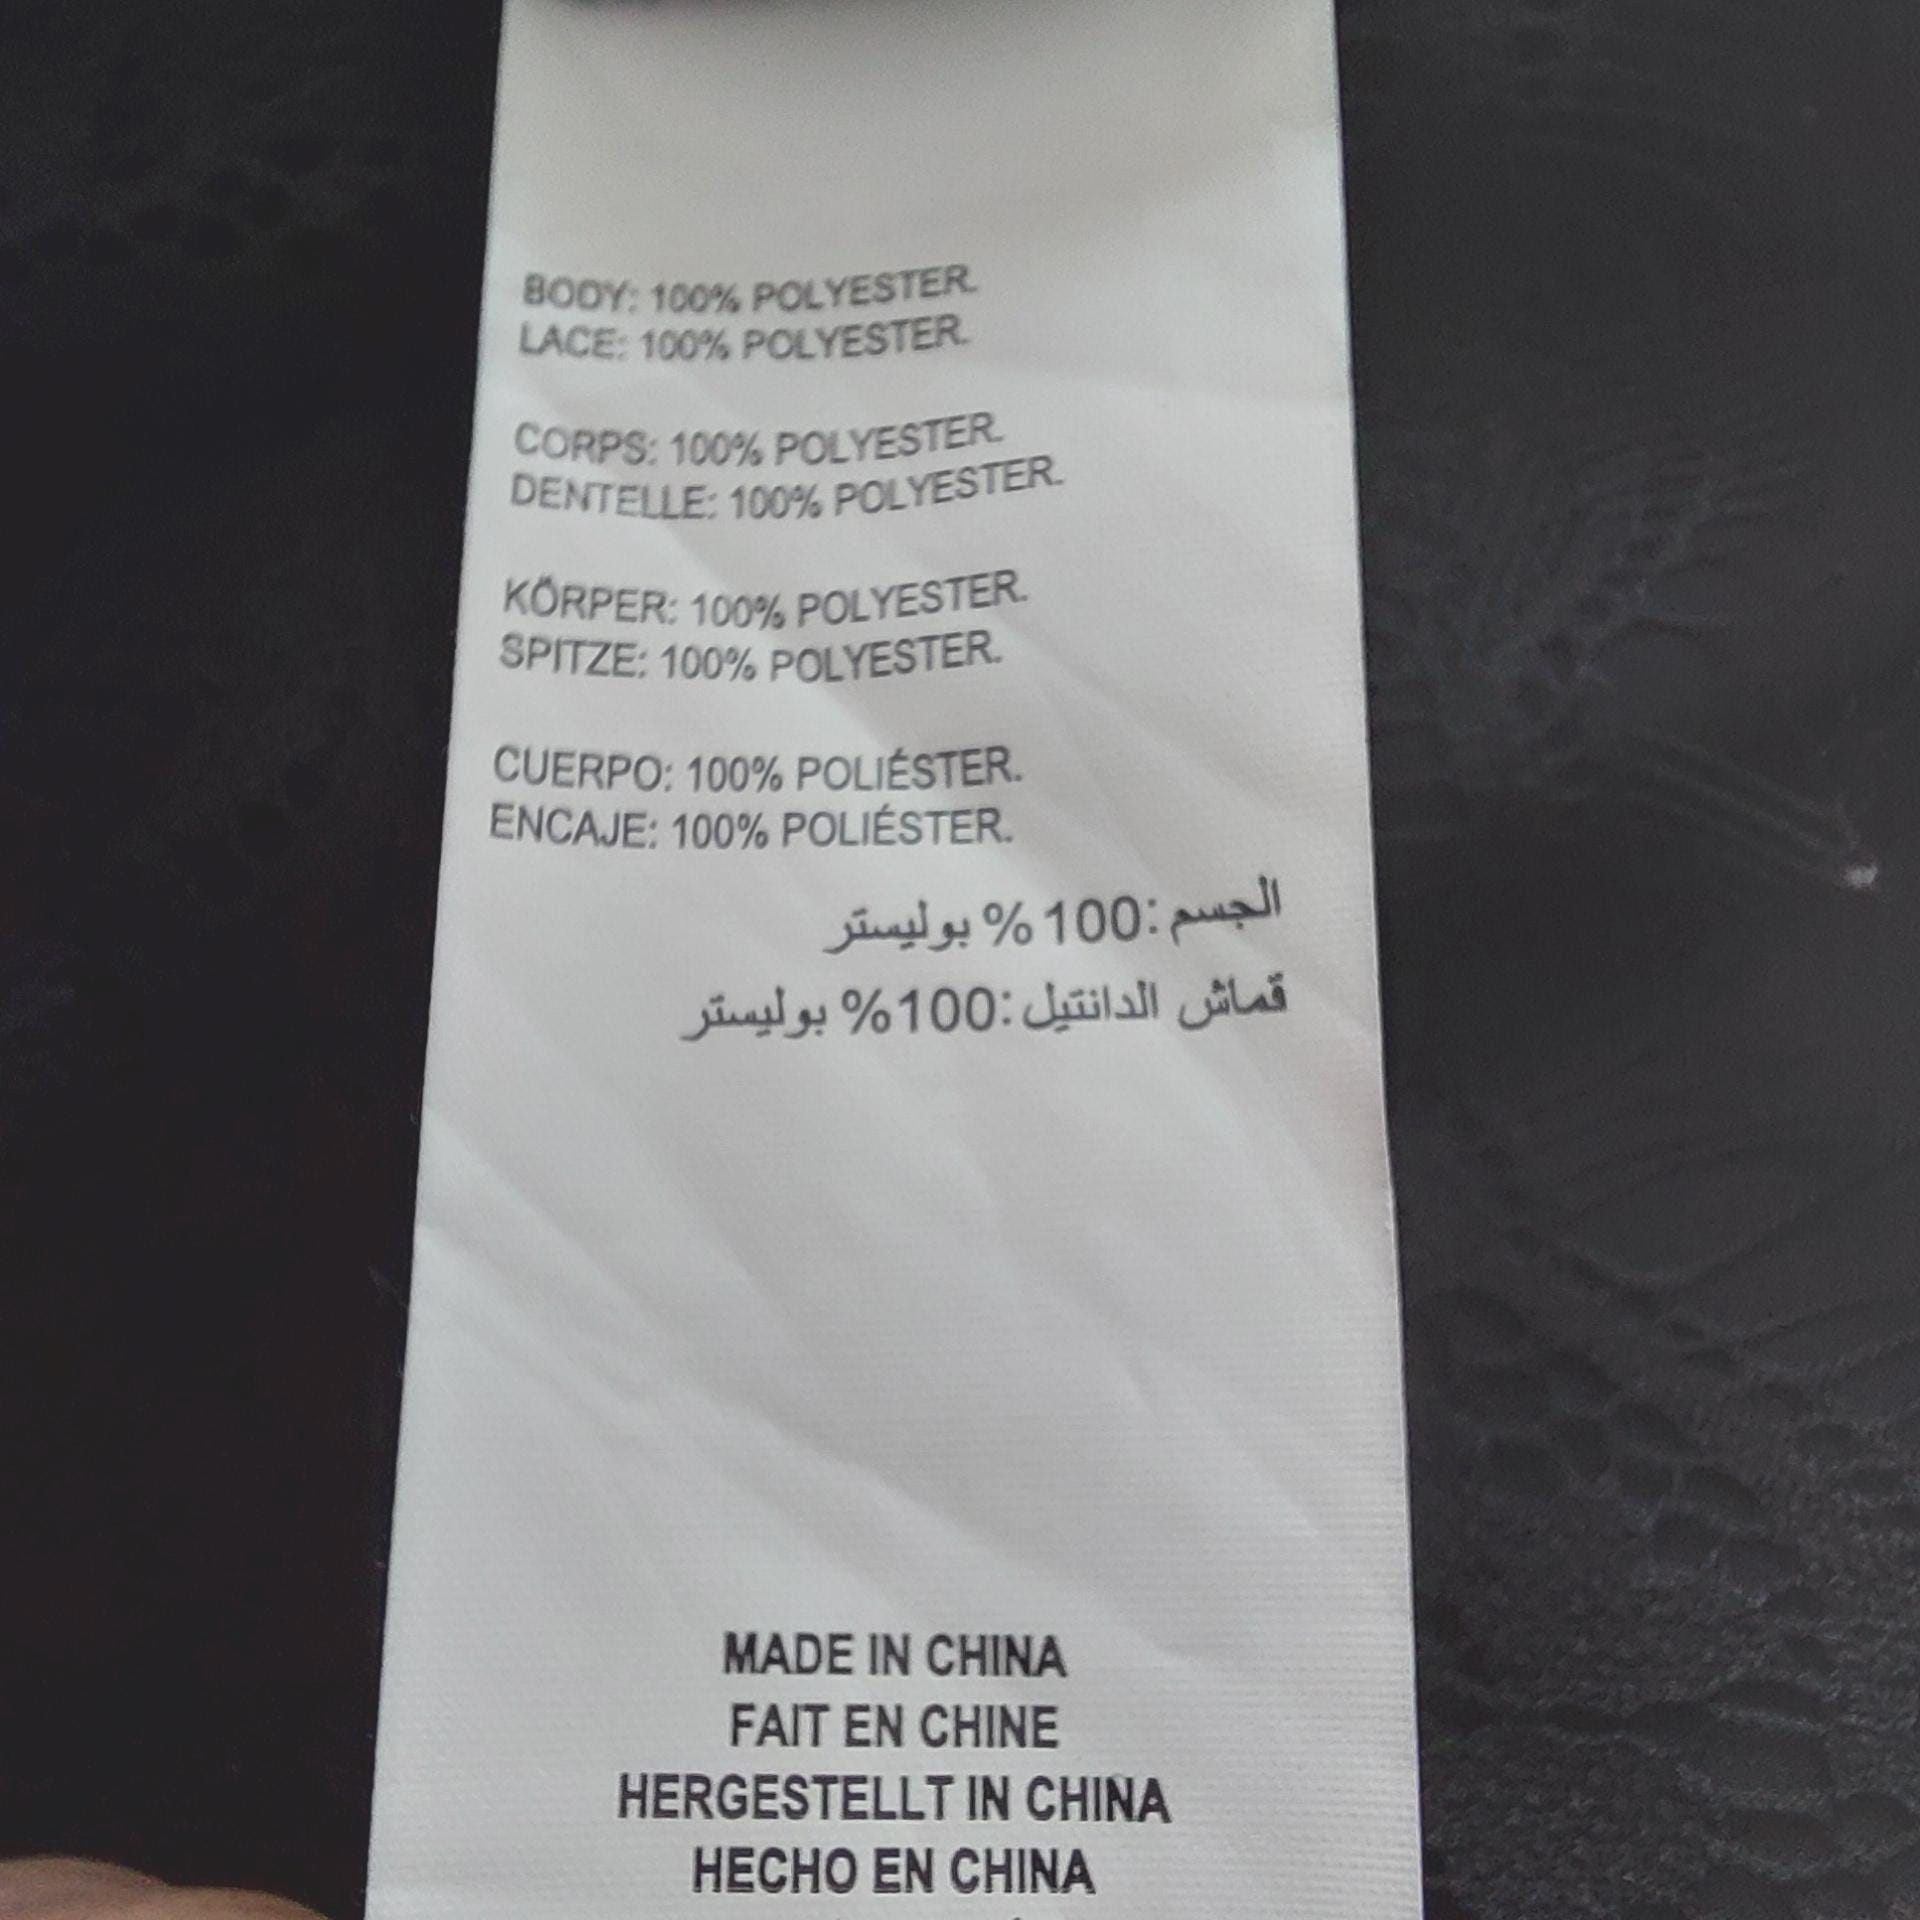 BODY: 100% POLYESTER.
LACE: 100% POLYESTER.
CORPS: 100% POLYESTER.
DENTELLE: 100% POLYESTER.
KÖRPER: 100% POLYESTER.
SPITZE: 100% POLYESTER.
CUERPO: 100% POLIÉSTER.
ENCAJE: 100% POLIÉSTER.
الجسم :100% بوليستر
قماش الدانتيل :100% بوليستر
MADE IN CHINA
FAIT EN CHINE
HERGESTELLT IN CHINA
HECHO EN CHINA